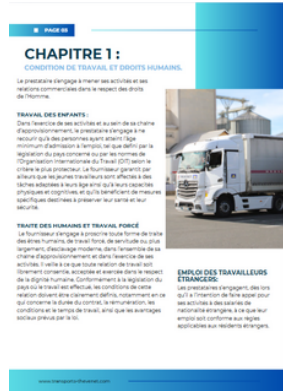 PAGE 05
CHAPITRE 1 :
CONDITION DE TRAVAIL ET DROITS HUMAINS.
Le prestataire s'engage à mener ses activités et ses
relations commerciales dans le respect des droits
de l'Homme.
TRAVAIL DES ENFANTS :
Dans l'exercice de ses activités et au sein de sa chaîne
d'approvisionnement, le prestataire s'engage à ne
recourir qu'à des personnes ayant atteint l'âge
minimum d'admission à l'emploi, tel que défini par la
législation du pays concerné ou par les normes de
l'Organisation Internationale du Travail (OIT) selon le
critère le plus protecteur. Le fournisseur garantit par
ailleurs que les jeunes travailleurs sont affectés à des
tâches adaptées à leurs âge ainsi qu'à leurs capacités
physiques et cognitives, et qu'ils bénéficient de mesures
spécifiques destinées à préserver leur santé et leur
sécurité.
TRAITE DES HUMAINS ET TRAVAIL FORCÉ
Le fournisseur s'engage à proscrire toute forme de traite
des êtres humains, de travail forcé, de servitude ou plus
largement, d'esclavage moderne, dans l'ensemble de sa
chaîne d'approvisionnement et dans l'exercice de ses
activités. Il veille à ce que toute relation de travail soit
librement consentie, acceptée et exercée dans le respect
de la dignité humaine. Conformément à la législation du
pays où le travail est effectué, les conditions de cette
relation doivent être clairement définis, notamment en ce
qui concerne la durée du contrat, la rémunération, les
conditions et le temps de travail, ainsi que les avantages
sociaux prévus par la loi.
EMPLOI DES TRAVAILLEURS
ÉTRANGERS:
Les prestataires s'engagent, dès lors
qu'il a l'intention de faire appel pour
ses activités à des salariés de
nationalité étrangère, à ce que leur
emploi soit conforme aux règles
applicables aux résidents étrangers.